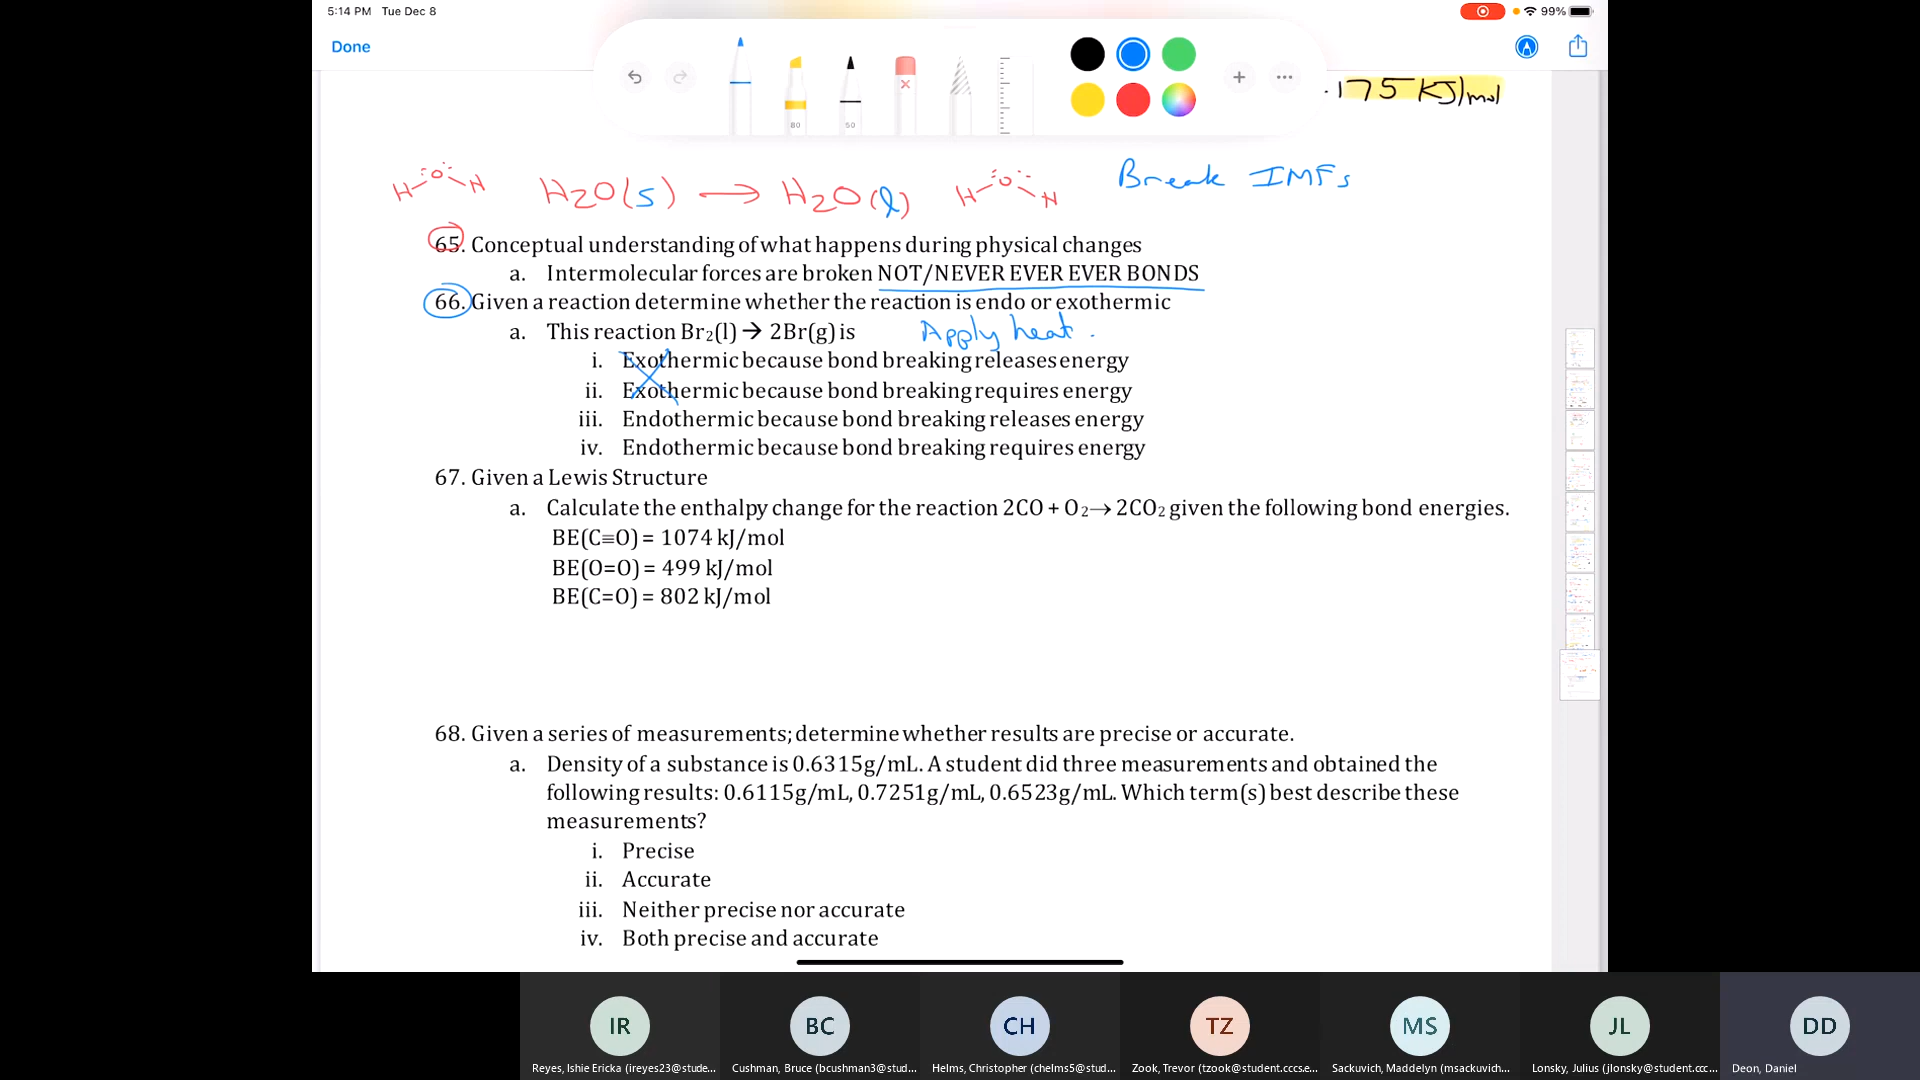 5:14 PM Tue Dec 8
99%
Done
80
50
.175 KJ/mol
H O H H2O(s) → H2O(l) H O H Break IMFs
65. Conceptual understanding of what happens during physical changes
a. Intermolecular forces are broken NOT/NEVER EVER EVER BONDS
66. Given a reaction determine whether the reaction is endo or exothermic
a. This reaction Br₂(l) → 2Br(g) is Apply heat.
i. Exothermic because bond breaking releases energy
ii. Exothermic because bond breaking requires energy
iii. Endothermic because bond breaking releases energy
iv. Endothermic because bond breaking requires energy
67. Given a Lewis Structure
a. Calculate the enthalpy change for the reaction 2CO + O₂→ 2CO₂ given the following bond energies.
BE(C≡O) = 1074 kJ/mol
BE(O=O) = 499 kJ/mol
BE(C=O) = 802 kJ/mol
68. Given a series of measurements; determine whether results are precise or accurate.
a. Density of a substance is 0.6315g/mL. A student did three measurements and obtained the
following results: 0.6115g/mL, 0.7251g/mL, 0.6523g/mL. Which term(s) best describe these
measurements?
i. Precise
ii. Accurate
iii. Neither precise nor accurate
iv. Both precise and accurate
IR BC CH TZ MS JL DD
Reyes, Ishie Ericka (ireyes23@stude... Cushman, Bruce (bcushman3@stud... Helms, Christopher (chelms5@stud... Zook, Trevor (tzook@student.cccs.e... Sackuvich, Maddelyn (msackuvich... Lonsky, Julius (jlonsky@student.ccc... Deon, Daniel